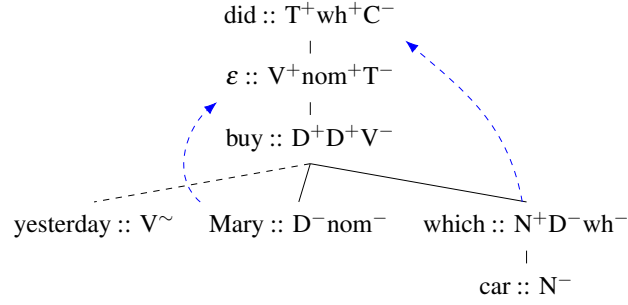 did :: T⁺wh⁺C⁻
ε :: V⁺nom⁺T⁻
buy :: D⁺D⁺V⁻
yesterday :: V~ Mary :: D⁻nom⁻ which :: N⁺D⁻wh⁻
car :: N⁻